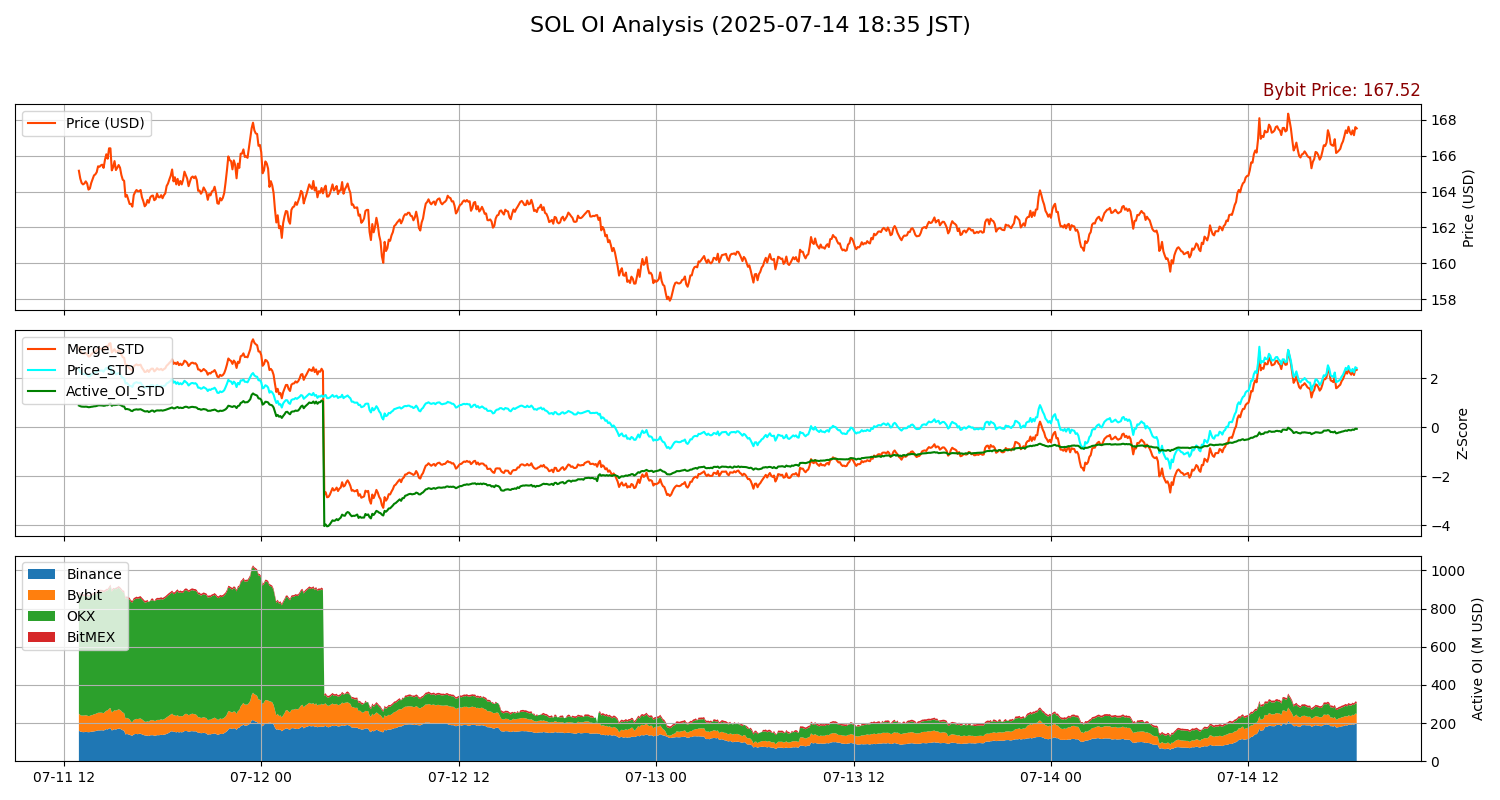 SOL OI Analysis (2025-07-14 18:35 JST)
Bybit Price: 167.52
Price (USD)
168
166
164
162
160
158
Price (USD)
Merge_STD
Price_STD
Active_OI_STD
2
0
−2
−4
Z-Score
Binance
Bybit
OKX
BitMEX
1000
800
600
400
200
0
Active OI (M USD)
07-11 12
07-12 00
07-12 12
07-13 00
07-13 12
07-14 00
07-14 12